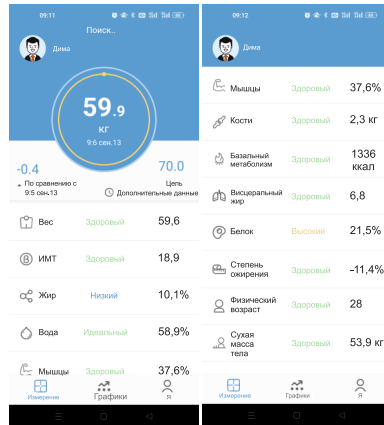 09:11
Поиск..
Дима
59.9
кг
9:6 сен.13
-0.4
70.0
По сравнению с
9:5 сен.13
Цель
Дополнительные данные
Вес Здоровый 59,6
ИМТ Здоровый 18,9
Жир Низкий 10,1%
Вода Идеальный 58,9%
Мышцы Здоровый 37,6%
Измерение Графики Я
09:12
Дима
Мышцы Здоровый 37,6%
Кости Здоровый 2,3 кг
Базальный
метаболизм
Здоровый
1336
ккал
Висцеральный
жир
Здоровый
6,8
Белок Высокий 21,5%
Степень
ожирения
Здоровый
-11,4%
Физический
возраст
Здоровый
28
Сухая
масса
тела
Здоровый
53,9 кг
Измерение Графики Я